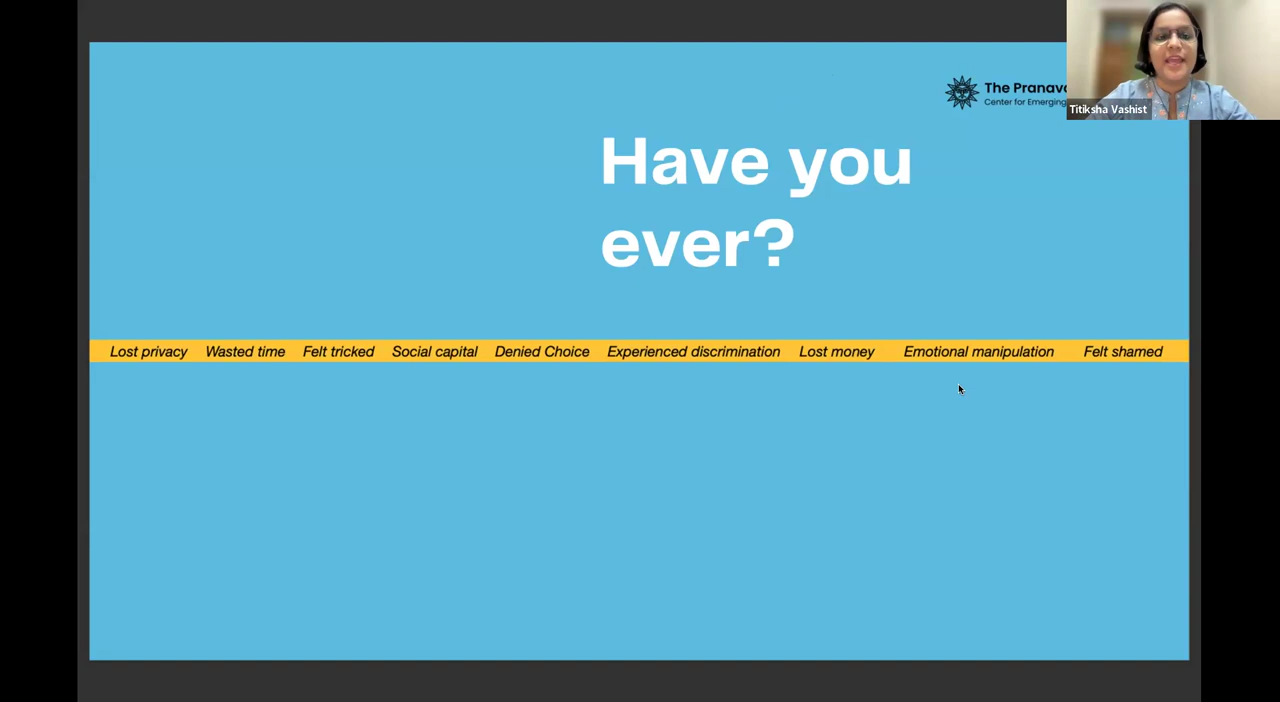 The Pranava
Center for Emerging
Titiksha Vashist
Have you
ever?
Lost privacy Wasted time Felt tricked Social capital Denied Choice Experienced discrimination Lost money Emotional manipulation Felt shamed